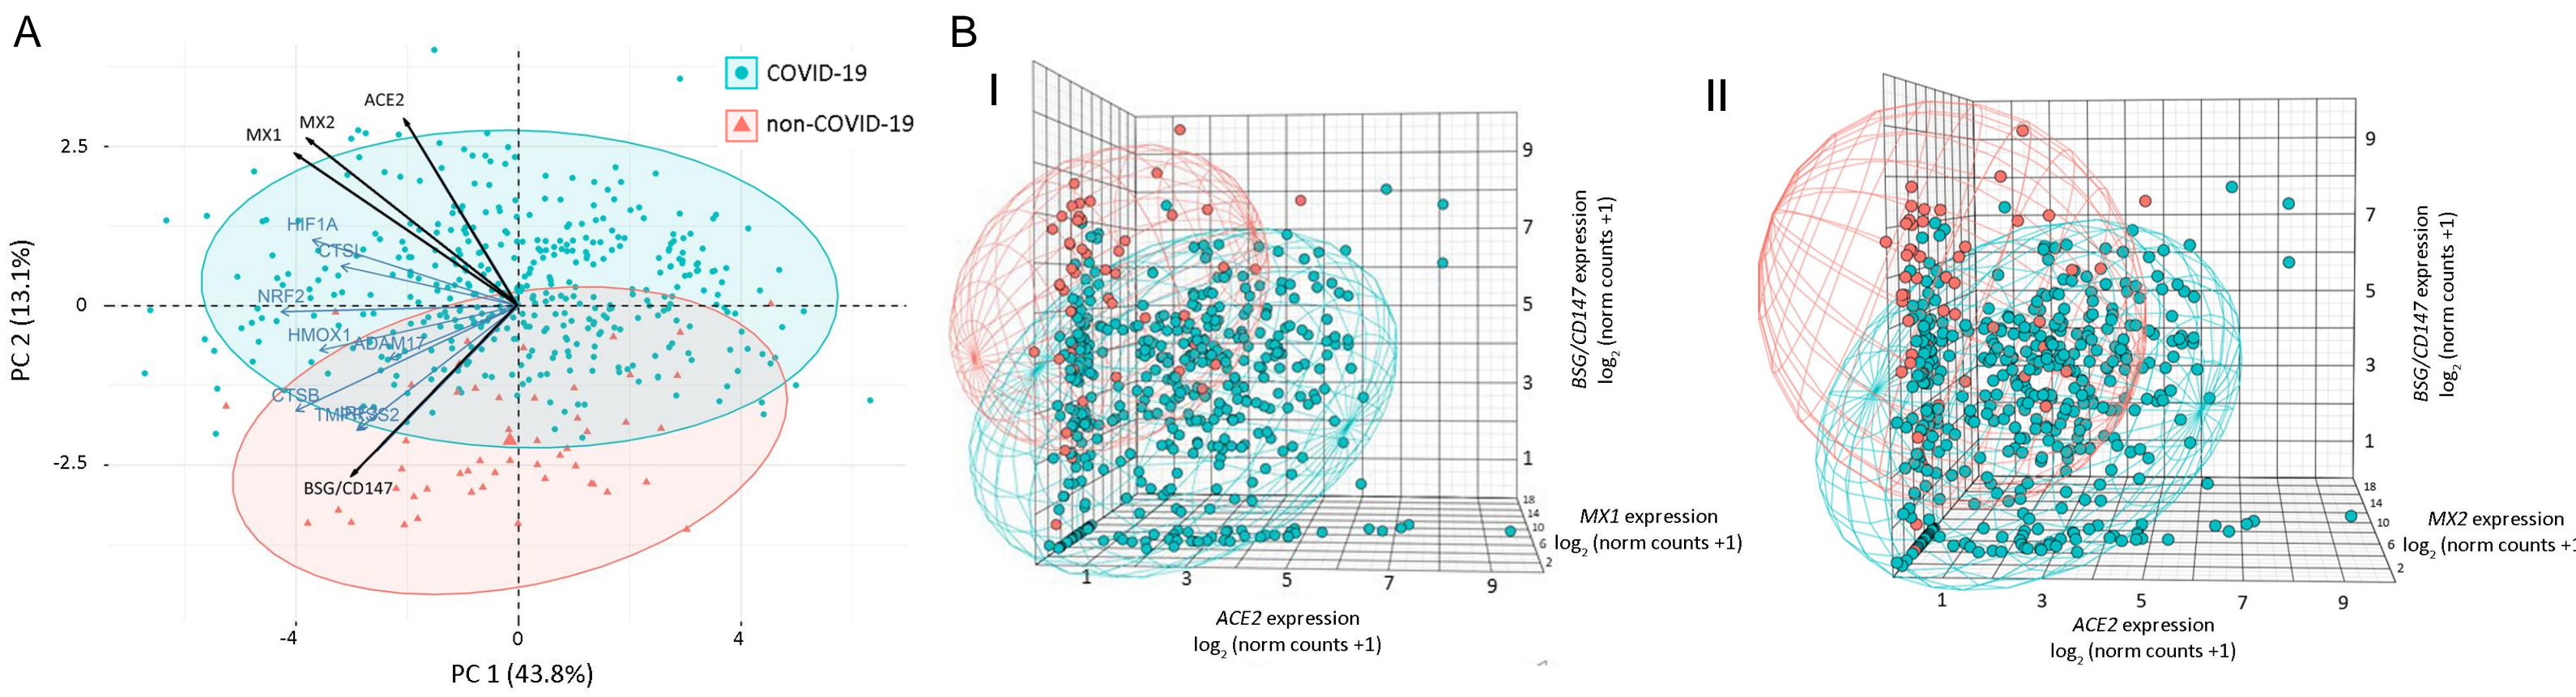 A
COVID-19
non-COVID-19
ACE2
MX2
MX1
HIF1A
CTSL
NRF2
HMOX1
ADAM17
CTSB
TMPRSS2
BSG/CD147
2.5
0
-2.5
PC 2 (13.1%)
-4
0
4
PC 1 (43.8%)
B
I
9
7
5
3
1
BSG/CD147 expression
log2 (norm counts +1)
18
14
10
6
2
MX1 expression
log2 (norm counts +1)
1
3
5
7
9
ACE2 expression
log2 (norm counts +1)
II
9
7
5
3
1
BSG/CD147 expression
log2 (norm counts +1)
18
14
10
6
2
MX2 expression
log2 (norm counts +1
1
3
5
7
9
ACE2 expression
log2 (norm counts +1)